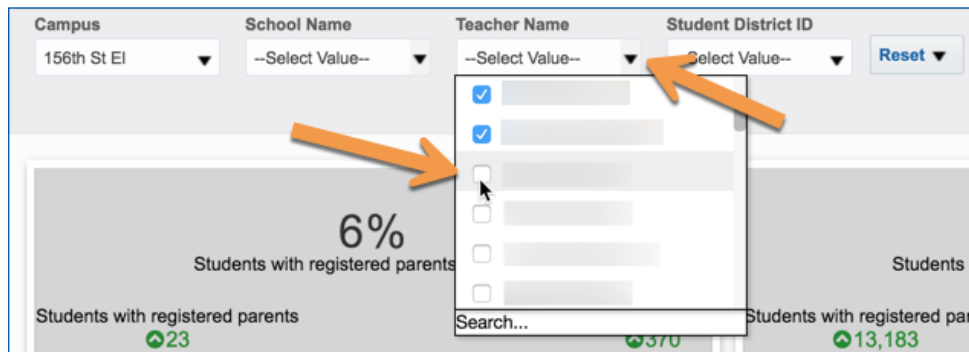 Campus School Name Teacher Name Student District ID
156th St El --Select Value-- --Select Value-- Select Value-- Reset
6%
Students with registered parents Students
Search...
Students with registered parents Students with registered par
23 370 13,183